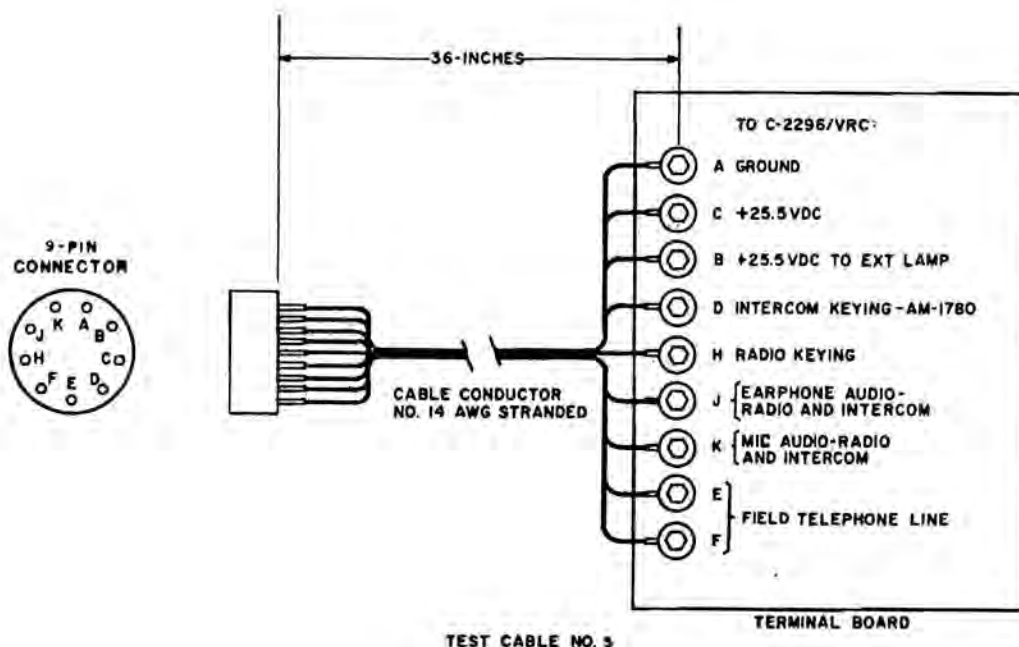 36-INCHES
TO C-2296/VRC:
A GROUND
C +25.5VDC
B +25.5VDC TO EXT LAMP
D INTERCOM KEYING-AM-1780
H RADIO KEYING
J EARPHONE AUDIO-
RADIO AND INTERCOM
K MIC AUDIO-RADIO
AND INTERCOM
E
F
FIELD TELEPHONE LINE
9-PIN
CONNECTOR
K A
J B
H C
F E D
CABLE CONDUCTOR
NO. 14 AWG STRANDED
TERMINAL BOARD
TEST CABLE NO. 5